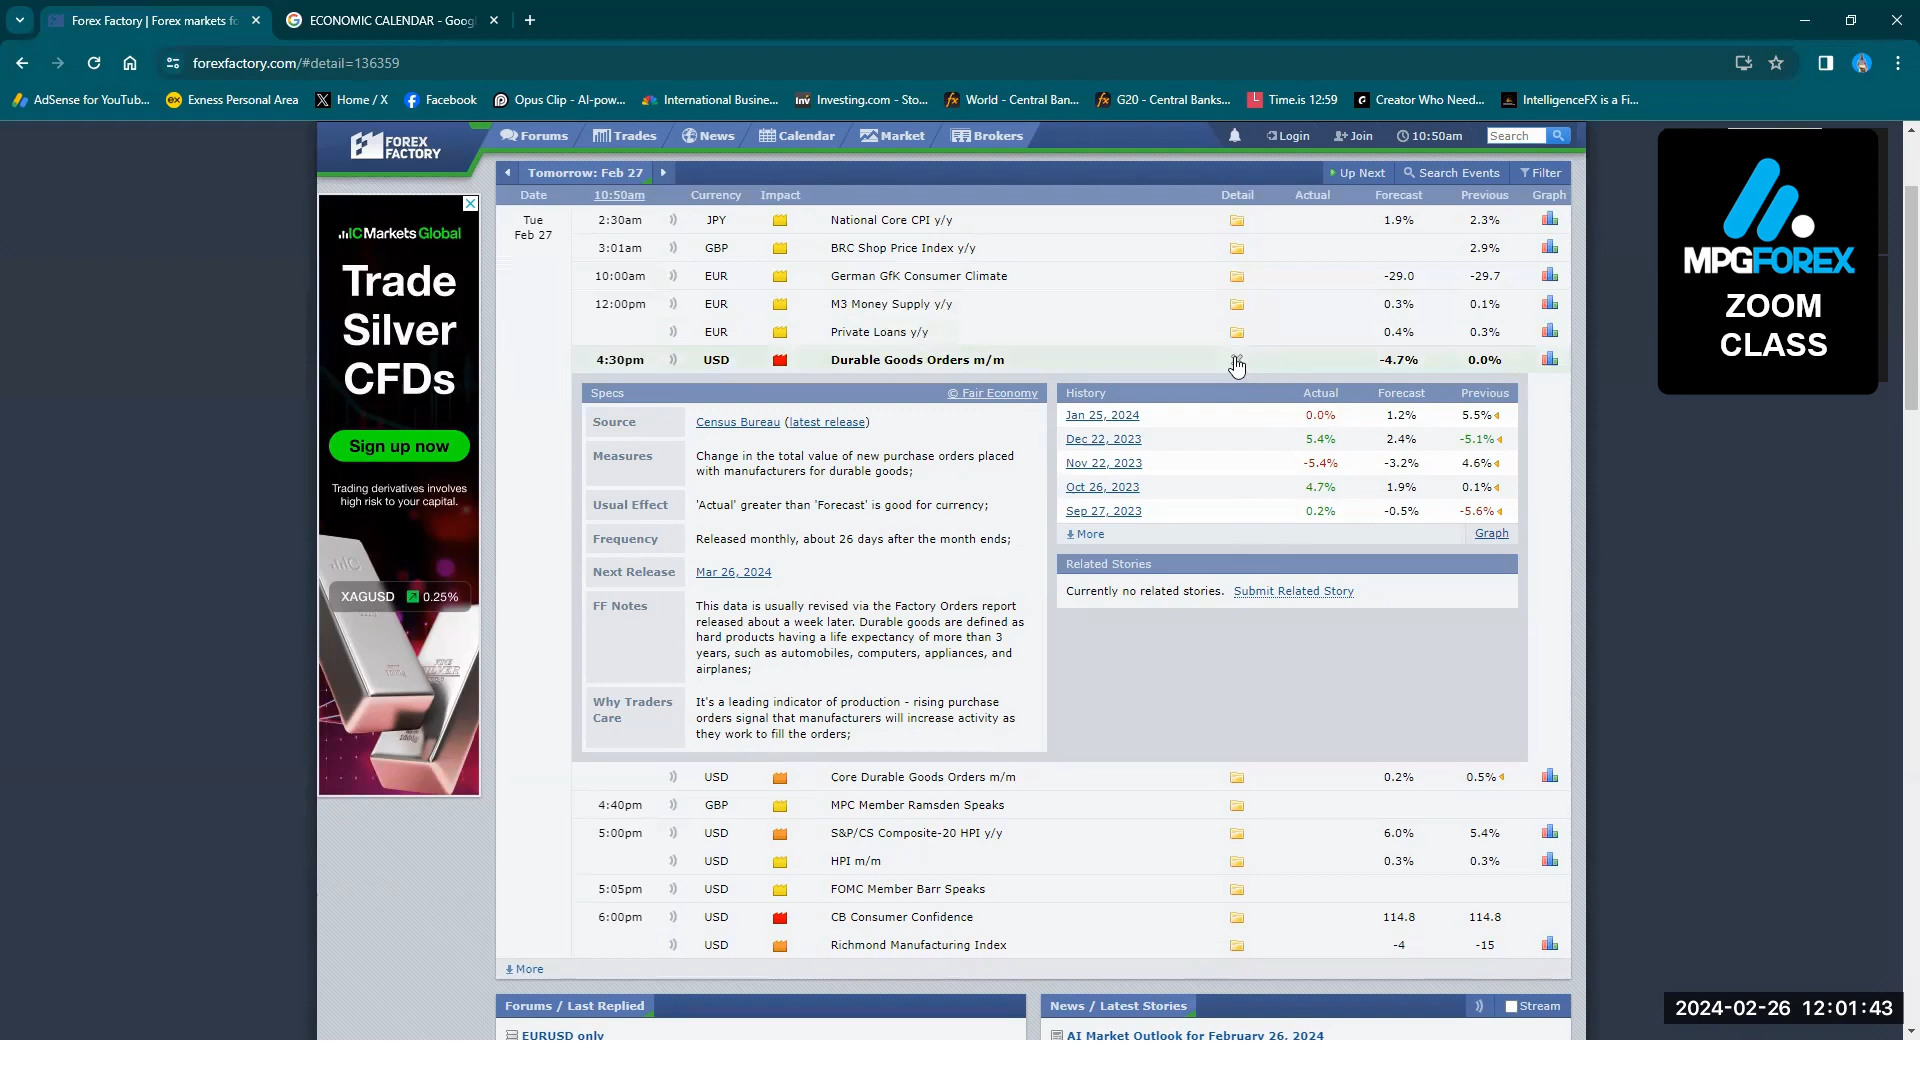 Forex Factory | Forex markets fo
ECONOMIC CALENDAR - Goog
forexfactory.com/#detail=136359
AdSense for YouTub... Exness Personal Area Home / X Facebook Opus Clip - AI-pow... International Busine... Investing.com - Sto... World - Central Ban... G20 - Central Banks... Time.is 12:59 Creator Who Need... IntelligenceFX is a Fi...
FOREX FACTORY
Forums Trades News Calendar Market Brokers Login Join 10:50am Search
Tomorrow: Feb 27 Up Next Search Events Filter
Date 10:50am Currency Impact Detail Actual Forecast Previous Graph
Tue Feb 27
2:30am JPY National Core CPI y/y 1.9% 2.3%
3:01am GBP BRC Shop Price Index y/y 2.9%
10:00am EUR German GfK Consumer Climate -29.0 -29.7
12:00pm EUR M3 Money Supply y/y 0.3% 0.1%
EUR Private Loans y/y 0.4% 0.3%
4:30pm USD Durable Goods Orders m/m -4.7% 0.0%
Specs © Fair Economy
Source Census Bureau (latest release)
Measures Change in the total value of new purchase orders placed
with manufacturers for durable goods;
Usual Effect 'Actual' greater than 'Forecast' is good for currency;
Frequency Released monthly, about 26 days after the month ends;
Next Release Mar 26, 2024
FF Notes This data is usually revised via the Factory Orders report
released about a week later. Durable goods are defined as
hard products having a life expectancy of more than 3
years, such as automobiles, computers, appliances, and
airplanes;
Why Traders Care It's a leading indicator of production - rising purchase
orders signal that manufacturers will increase activity as
they work to fill the orders;
History Actual Forecast Previous
Jan 25, 2024 0.0% 1.2% 5.5%
Dec 22, 2023 5.4% 2.4% -5.1%
Nov 22, 2023 -5.4% -3.2% 4.6%
Oct 26, 2023 4.7% 1.9% 0.1%
Sep 27, 2023 0.2% -0.5% -5.6%
More Graph
Related Stories
Currently no related stories. Submit Related Story
USD Core Durable Goods Orders m/m 0.2% 0.5%
4:40pm GBP MPC Member Ramsden Speaks
5:00pm USD S&P/CS Composite-20 HPI y/y 6.0% 5.4%
USD HPI m/m 0.3% 0.3%
5:05pm USD FOMC Member Barr Speaks
6:00pm USD CB Consumer Confidence 114.8 114.8
USD Richmond Manufacturing Index -4 -15
More
Forums / Last Replied
EURUSD only
News / Latest Stories Stream
AI Market Outlook for February 26, 2024
ICMarkets Global
Trade
Silver
CFDs
Sign up now
Trading derivatives involves
high risk to your capital.
XAGUSD 0.25%
MPGFOREX
ZOOM
CLASS
2024-02-26 12:01:43